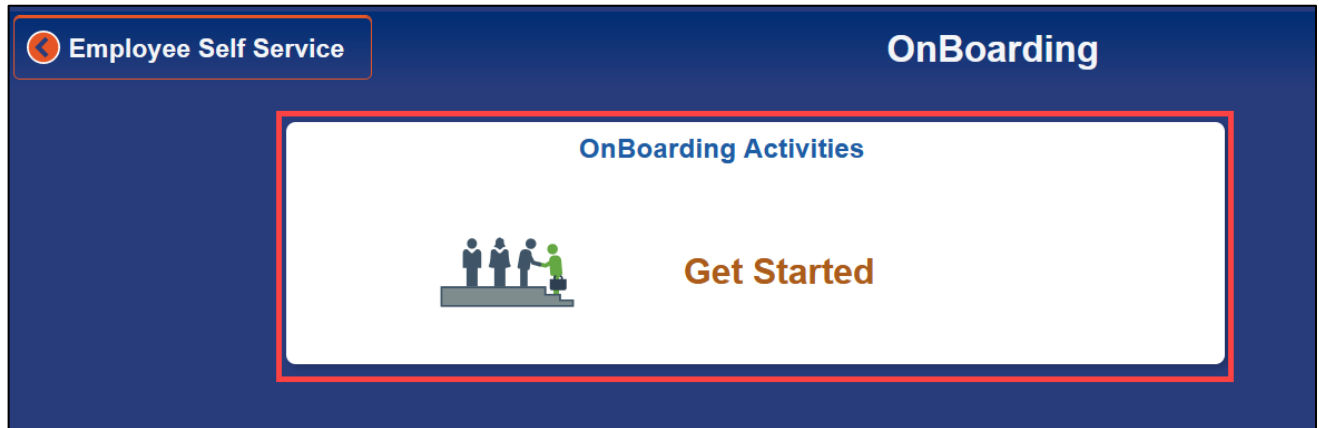 Employee Self Service
OnBoarding
OnBoarding Activities
Get Started